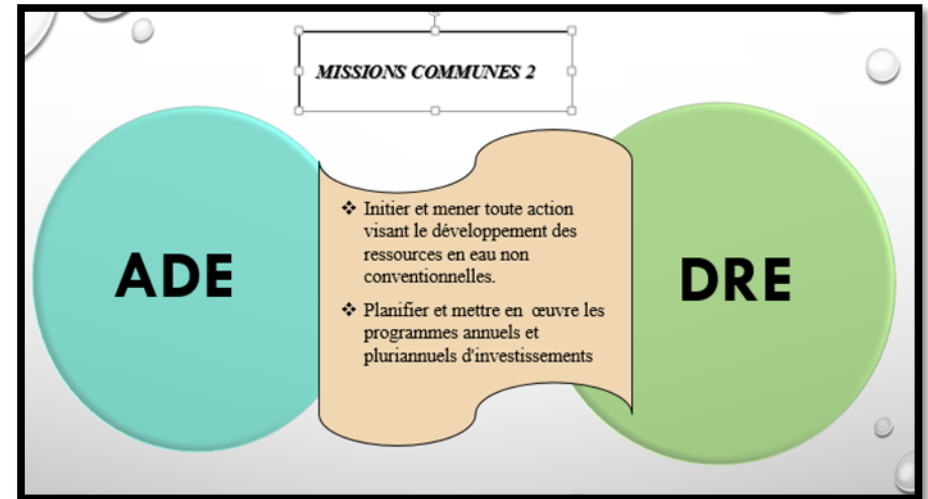 MISSIONS COMMUNES 2
ADE
❖ Initier et mener toute action
visant le développement des
ressources en eau non
conventionnelles.
❖ Planifier et mettre en œuvre les
programmes annuels et
pluriannuels d'investissements
DRE